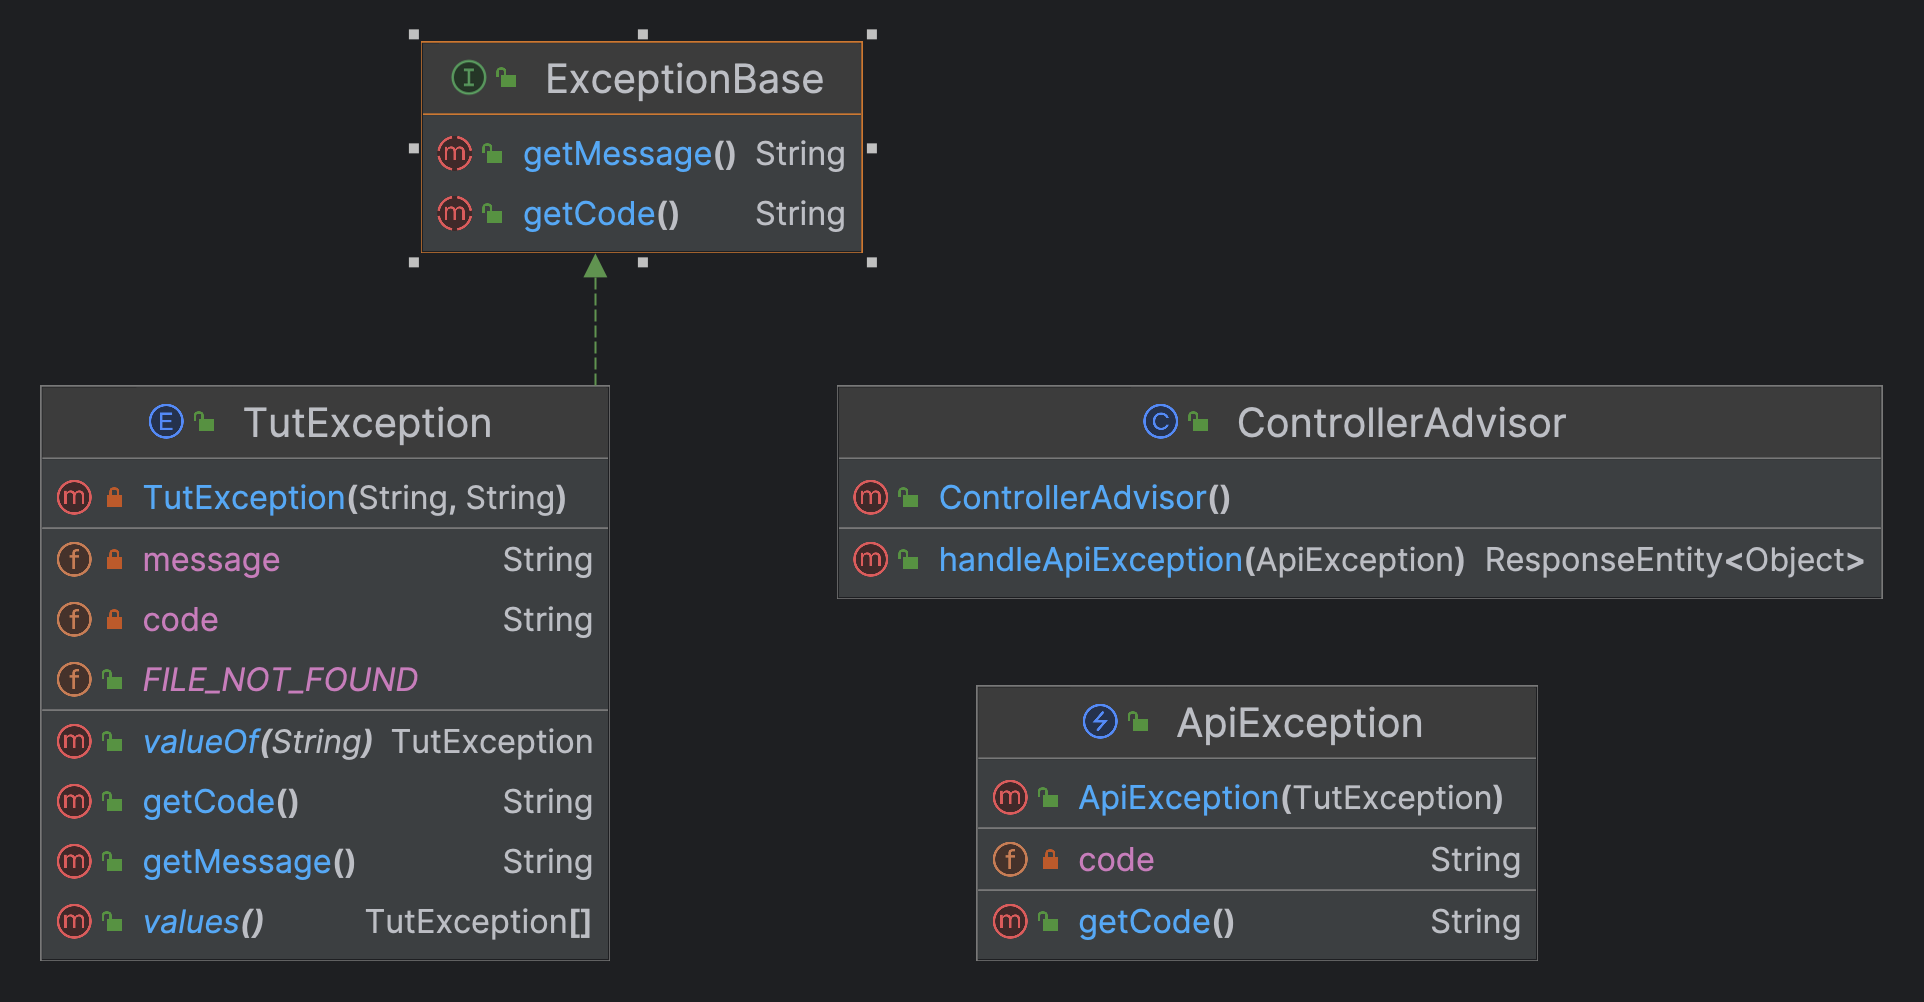 ExceptionBase
getMessage() String
getCode() String
TutException
TutException(String, String)
message String
code String
FILE_NOT_FOUND
valueOf(String) TutException
getCode() String
getMessage() String
values() TutException[]
ControllerAdvisor
ControllerAdvisor()
handleApiException(ApiException) ResponseEntity<Object>
ApiException
ApiException(TutException)
code String
getCode() String